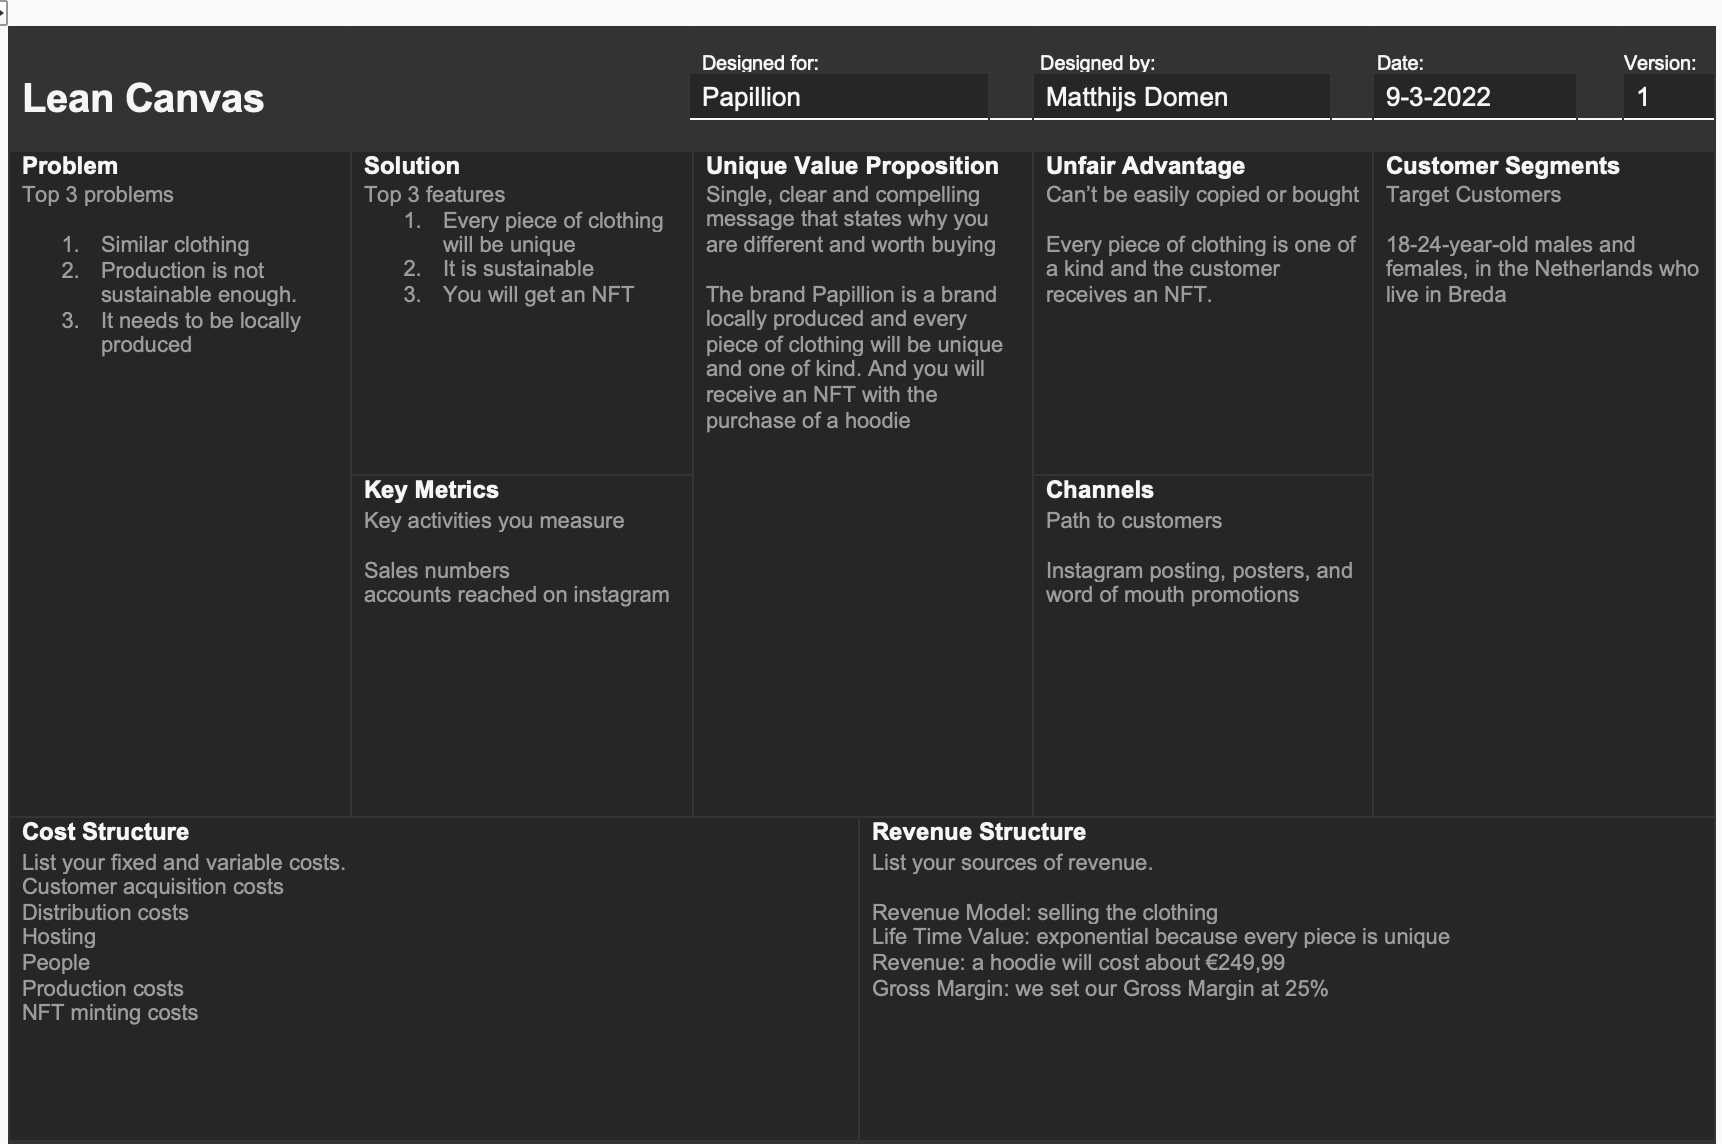 Lean Canvas
Designed for:
Papillion
Designed by:
Matthijs Domen
Date:
9-3-2022
Version:
1
Problem
Top 3 problems
1. Similar clothing
2. Production is not
sustainable enough.
3. It needs to be locally
produced
Solution
Top 3 features
1. Every piece of clothing
will be unique
2. It is sustainable
3. You will get an NFT
Key Metrics
Key activities you measure
Sales numbers
accounts reached on instagram
Unique Value Proposition
Single, clear and compelling
message that states why you
are different and worth buying
The brand Papillion is a brand
locally produced and every
piece of clothing will be unique
and one of kind. And you will
receive an NFT with the
purchase of a hoodie
Unfair Advantage
Can’t be easily copied or bought
Every piece of clothing is one of
a kind and the customer
receives an NFT.
Channels
Path to customers
Instagram posting, posters, and
word of mouth promotions
Customer Segments
Target Customers
18-24-year-old males and
females, in the Netherlands who
live in Breda
Cost Structure
List your fixed and variable costs.
Customer acquisition costs
Distribution costs
Hosting
People
Production costs
NFT minting costs
Revenue Structure
List your sources of revenue.
Revenue Model: selling the clothing
Life Time Value: exponential because every piece is unique
Revenue: a hoodie will cost about €249,99
Gross Margin: we set our Gross Margin at 25%